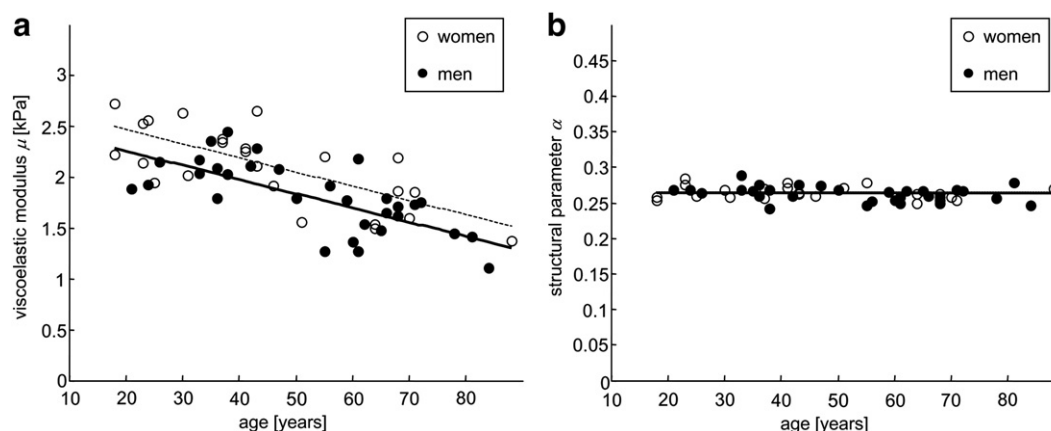 a
viscoelastic modulus μ [kPa]
3
2.5
2
1.5
1
0.5
0
10 20 30 40 50 60 70 80
age [years]
women
men
b
structural parameter α
0.45
0.4
0.35
0.3
0.25
0.2
0.15
0.1
0.05
0
10 20 30 40 50 60 70 80
age [years]
women
men